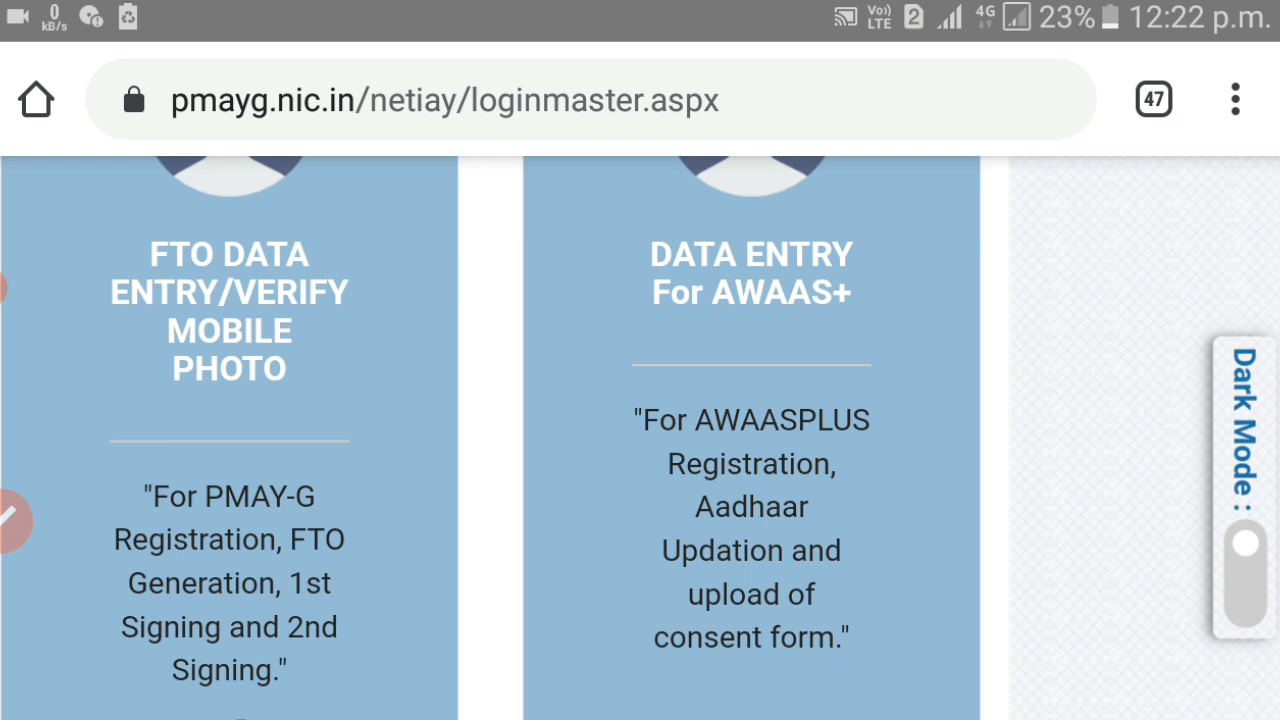 0
kB/s
Vo))
LTE
2
4G
23%
12:22 p.m.
pmayg.nic.in/netiay/loginmaster.aspx
47
FTO DATA
ENTRY/VERIFY
MOBILE
PHOTO
"For PMAY-G
Registration, FTO
Generation, 1st
Signing and 2nd
Signing."
DATA ENTRY
For AWAAS+
"For AWAASPLUS
Registration,
Aadhaar
Updation and
upload of
consent form."
Dark Mode :